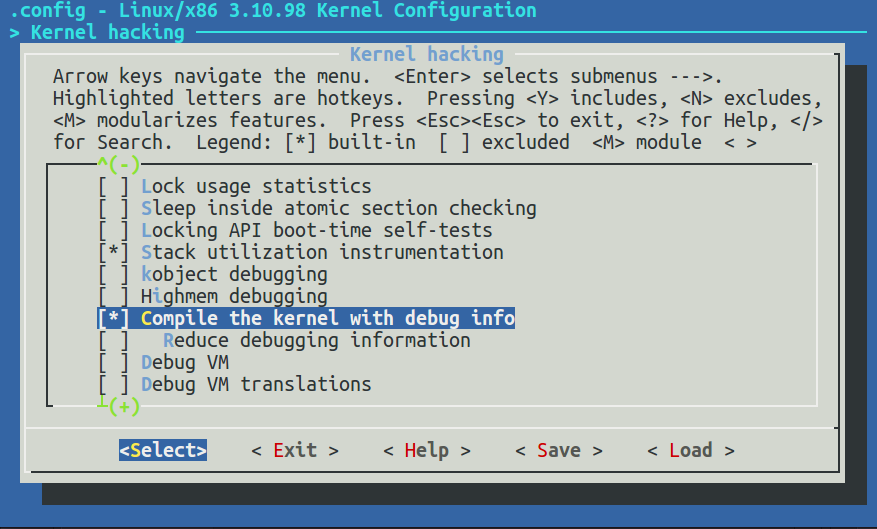 .config - Linux/x86 3.10.98 Kernel Configuration
> Kernel hacking
Kernel hacking
Arrow keys navigate the menu.  <Enter> selects submenus --->.
Highlighted letters are hotkeys.  Pressing <Y> includes, <N> excludes,
<M> modularizes features.  Press <Esc><Esc> to exit, <?> for Help, </>
for Search.  Legend: [*] built-in  [ ] excluded  <M> module  < >
^(-)
[ ] Lock usage statistics
[ ] Sleep inside atomic section checking
[ ] Locking API boot-time self-tests
[*] Stack utilization instrumentation
[ ] kobject debugging
[ ] Highmem debugging
[*] Compile the kernel with debug info
[ ]   Reduce debugging information
[ ] Debug VM
[ ] Debug VM translations
┴(+)
<Select>    < Exit >    < Help >    < Save >    < Load >